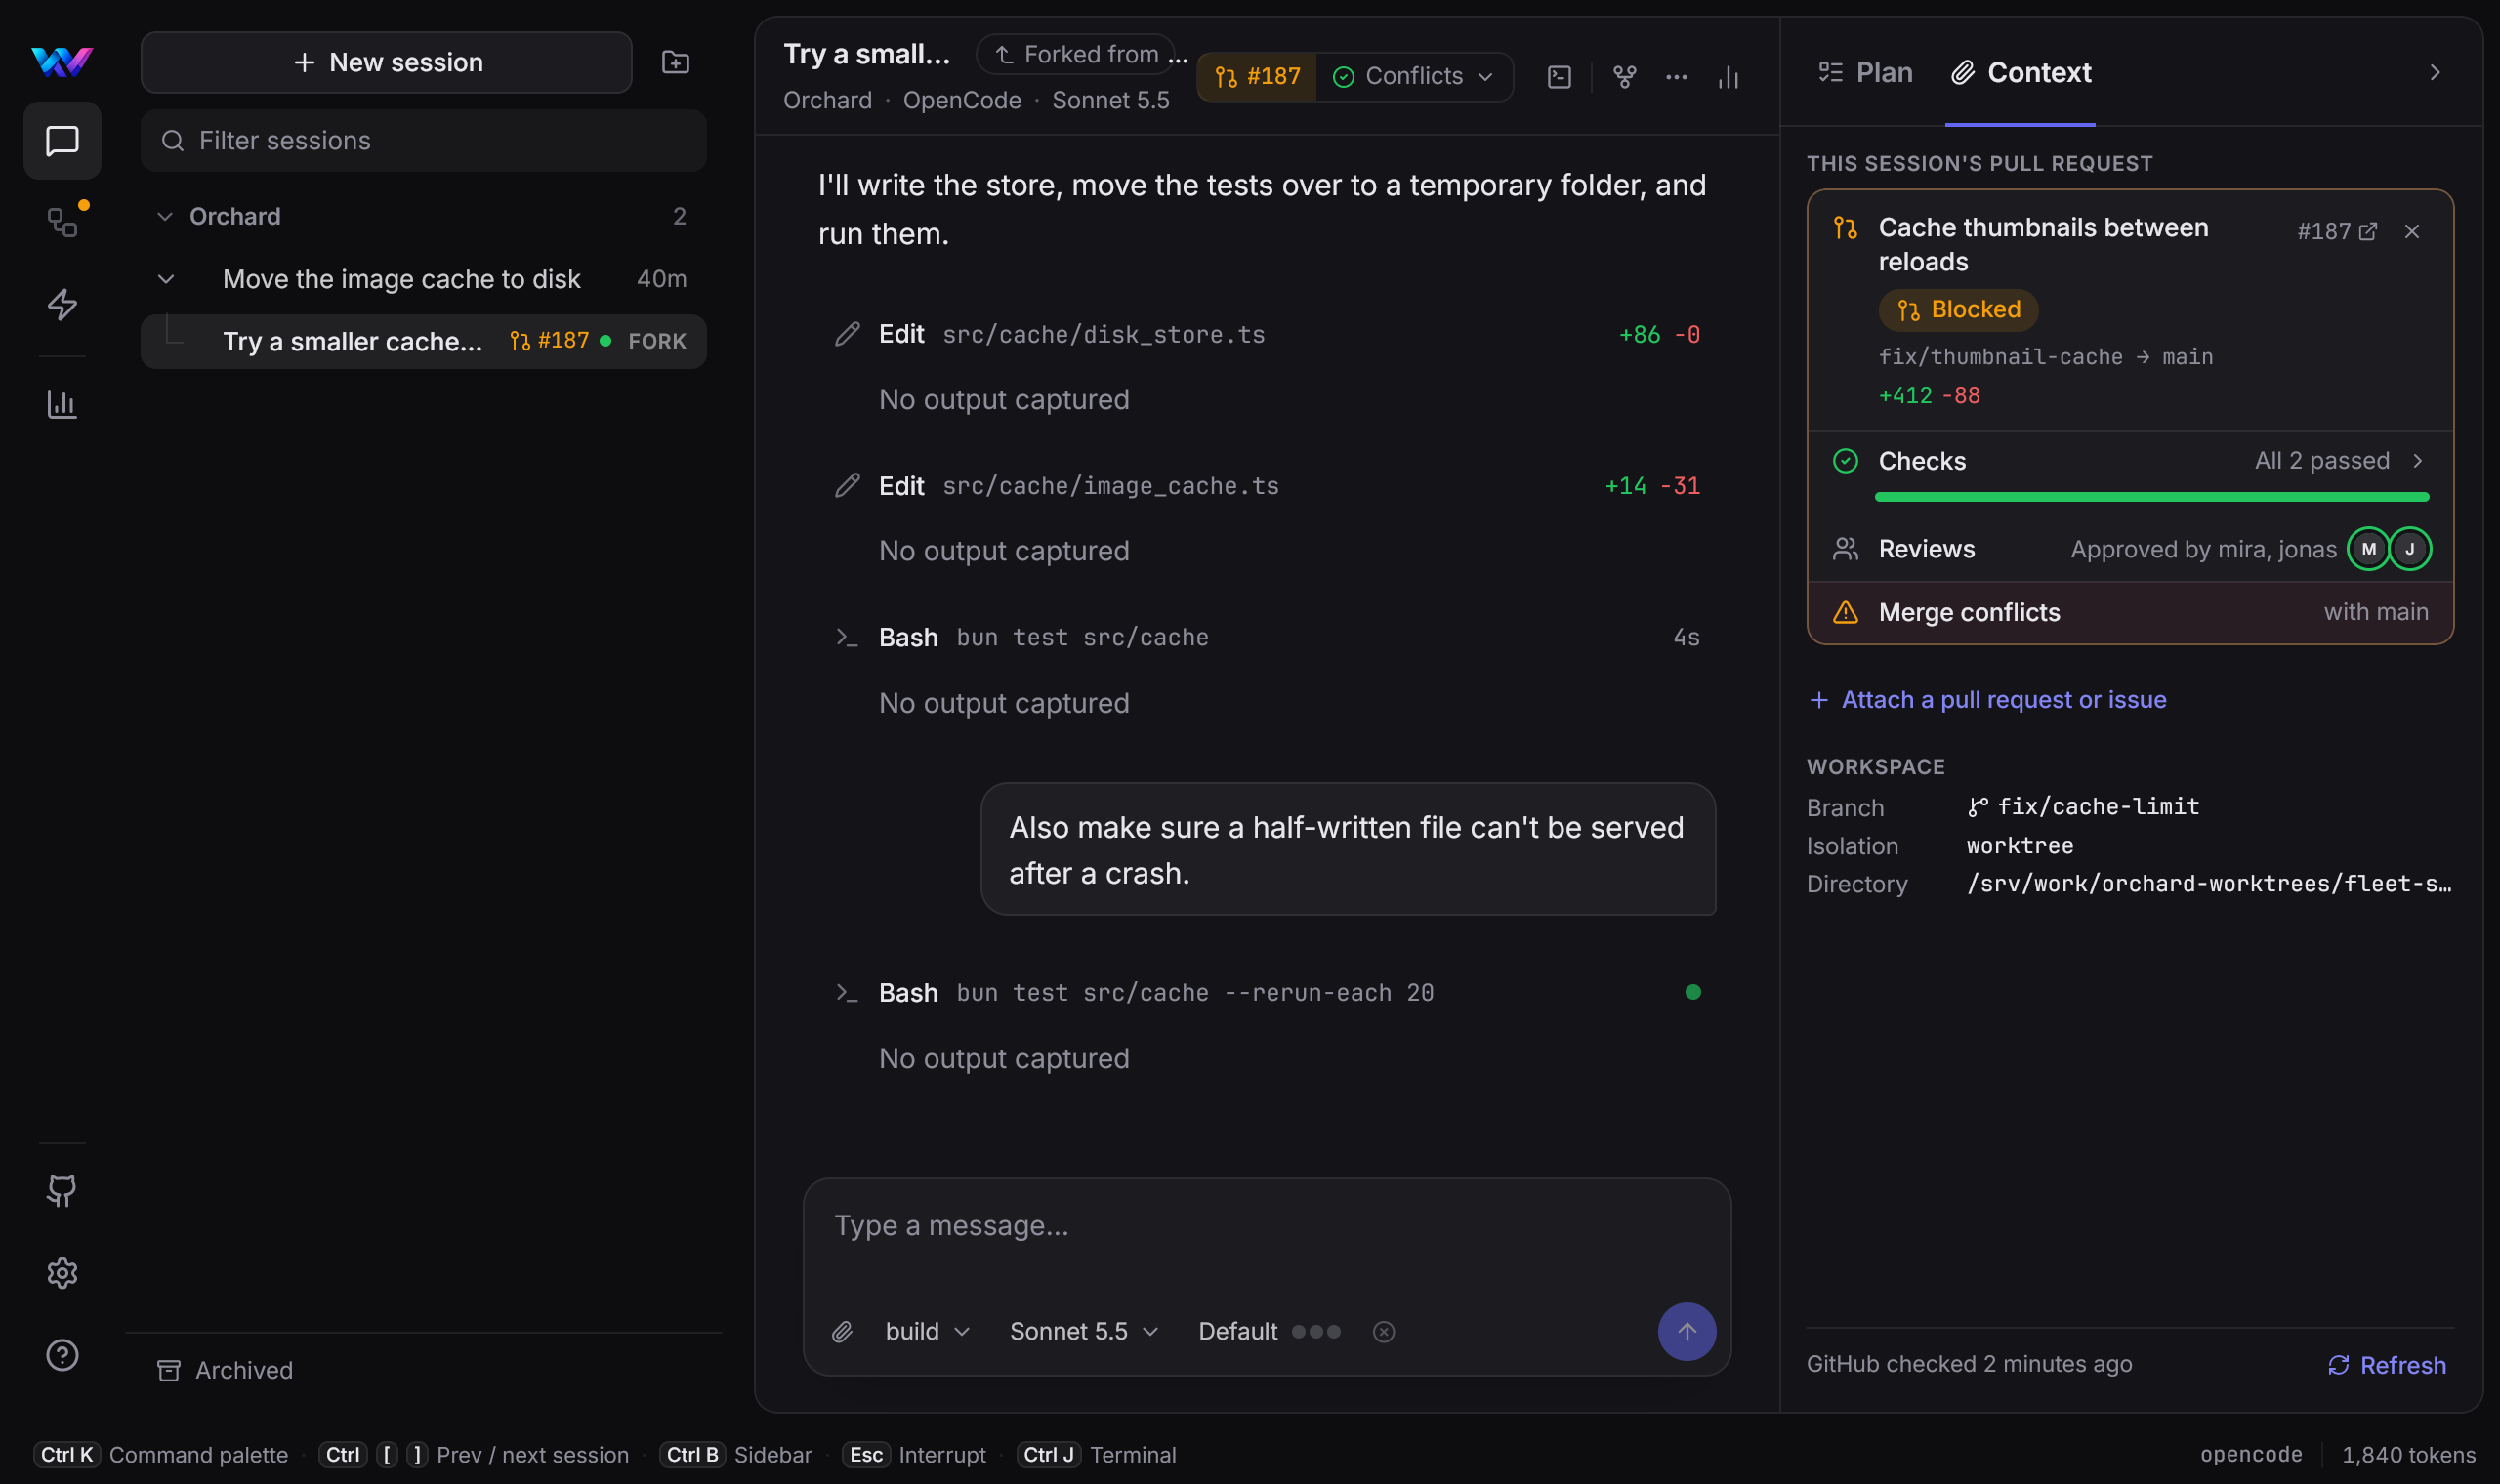 New session
Filter sessions
Orchard 2
Move the image cache to disk 40m
Try a smaller cache... #187 FORK
Archived
Try a small... Forked from ...
Orchard · OpenCode · Sonnet 5.5
#187 Conflicts
I'll write the store, move the tests over to a temporary folder, and
run them.
Edit src/cache/disk_store.ts +86 -0
No output captured
Edit src/cache/image_cache.ts +14 -31
No output captured
Bash bun test src/cache 4s
No output captured
Also make sure a half-written file can't be served
after a crash.
Bash bun test src/cache --rerun-each 20
No output captured
Type a message...
build Sonnet 5.5 Default
Plan Context
THIS SESSION'S PULL REQUEST
Cache thumbnails between
reloads
#187
Blocked
fix/thumbnail-cache → main
+412 -88
Checks All 2 passed
Reviews Approved by mira, jonas M J
Merge conflicts with main
+ Attach a pull request or issue
WORKSPACE
Branch fix/cache-limit
Isolation worktree
Directory /srv/work/orchard-worktrees/fleet-s…
GitHub checked 2 minutes ago Refresh
Ctrl K Command palette · Ctrl [ ] Prev / next session · Ctrl B Sidebar · Esc Interrupt · Ctrl J Terminal
opencode 1,840 tokens